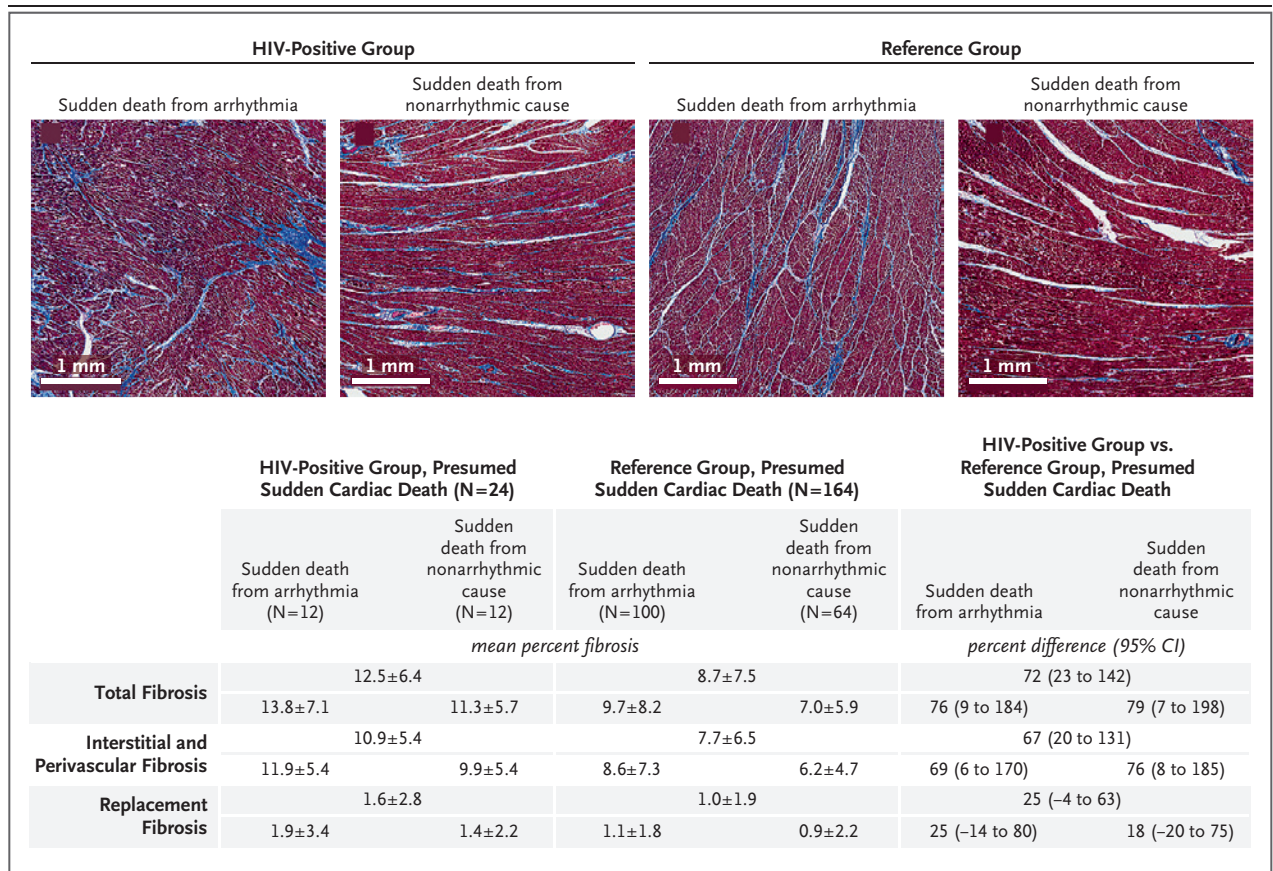 HIV-Positive Group
Reference Group
Sudden death from arrhythmia
Sudden death from
nonarrhythmic cause
Sudden death from arrhythmia
Sudden death from
nonarrhythmic cause
1 mm
1 mm
1 mm
1 mm
HIV-Positive Group, Presumed
Sudden Cardiac Death (N=24)
Reference Group, Presumed
Sudden Cardiac Death (N=164)
HIV-Positive Group vs.
Reference Group, Presumed
Sudden Cardiac Death
Sudden death
from arrhythmia
(N=12)
Sudden
death from
nonarrhythmic
cause
(N=12)
Sudden death
from arrhythmia
(N=100)
Sudden
death from
nonarrhythmic
cause
(N=64)
Sudden death
from arrhythmia
Sudden
death from
nonarrhythmic
cause
mean percent fibrosis
percent difference (95% CI)
Total Fibrosis
12.5±6.4 8.7±7.5 72 (23 to 142)
13.8±7.1 11.3±5.7 9.7±8.2 7.0±5.9 76 (9 to 184) 79 (7 to 198)
Interstitial and
Perivascular Fibrosis
10.9±5.4 7.7±6.5 67 (20 to 131)
11.9±5.4 9.9±5.4 8.6±7.3 6.2±4.7 69 (6 to 170) 76 (8 to 185)
Replacement
Fibrosis
1.6±2.8 1.0±1.9 25 (–4 to 63)
1.9±3.4 1.4±2.2 1.1±1.8 0.9±2.2 25 (–14 to 80) 18 (–20 to 75)